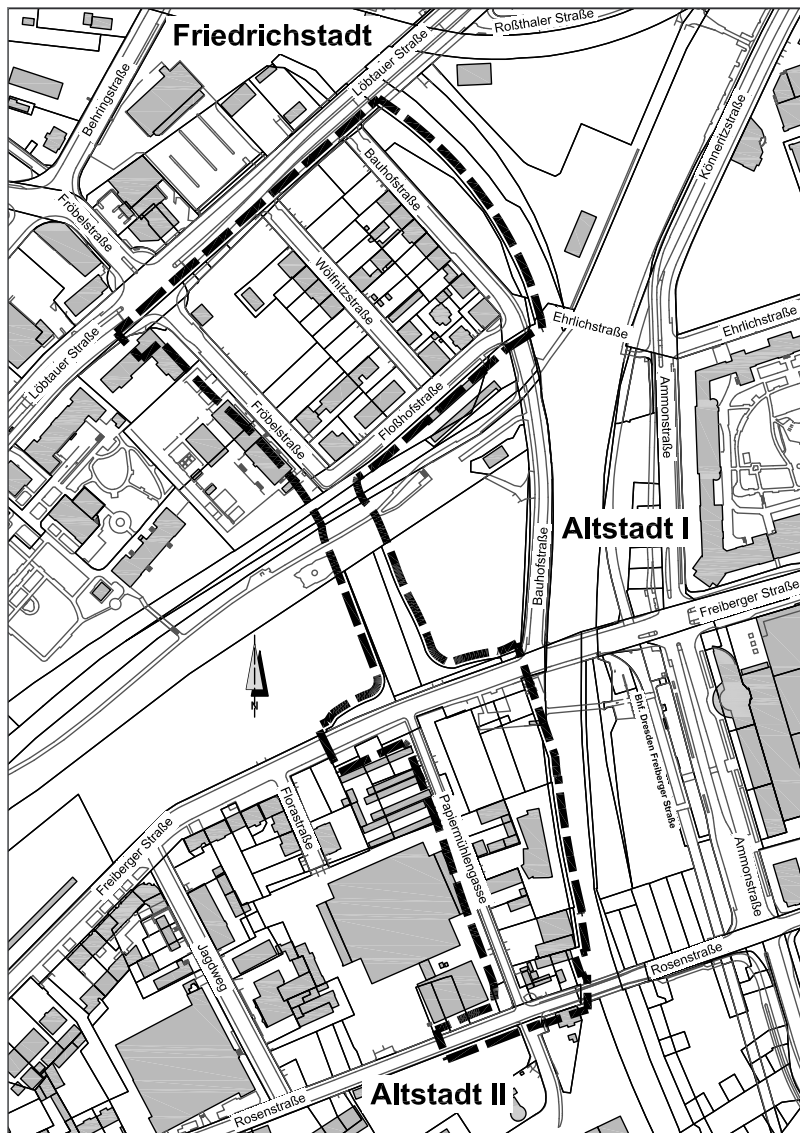 Roßthaler Straße
Friedrichstadt
Löbtauer Straße
Behringstraße
Könneritzstraße
Bauhofstraße
Fröbelstraße
Wölfnitzstraße
Ehrlichstraße
Ehrlichstraße
Löbtauer Straße
Ammonstraße
Fröbelstraße
Floßhofstraße
Altstadt I
Bauhofstraße
Freiberger Straße
N
Bhf. Dresden Freiberger Straße
Florastraße
Papiermühlengasse
Freiberger Straße
Ammonstraße
Jagdweg
Rosenstraße
Altstadt II
Rosenstraße